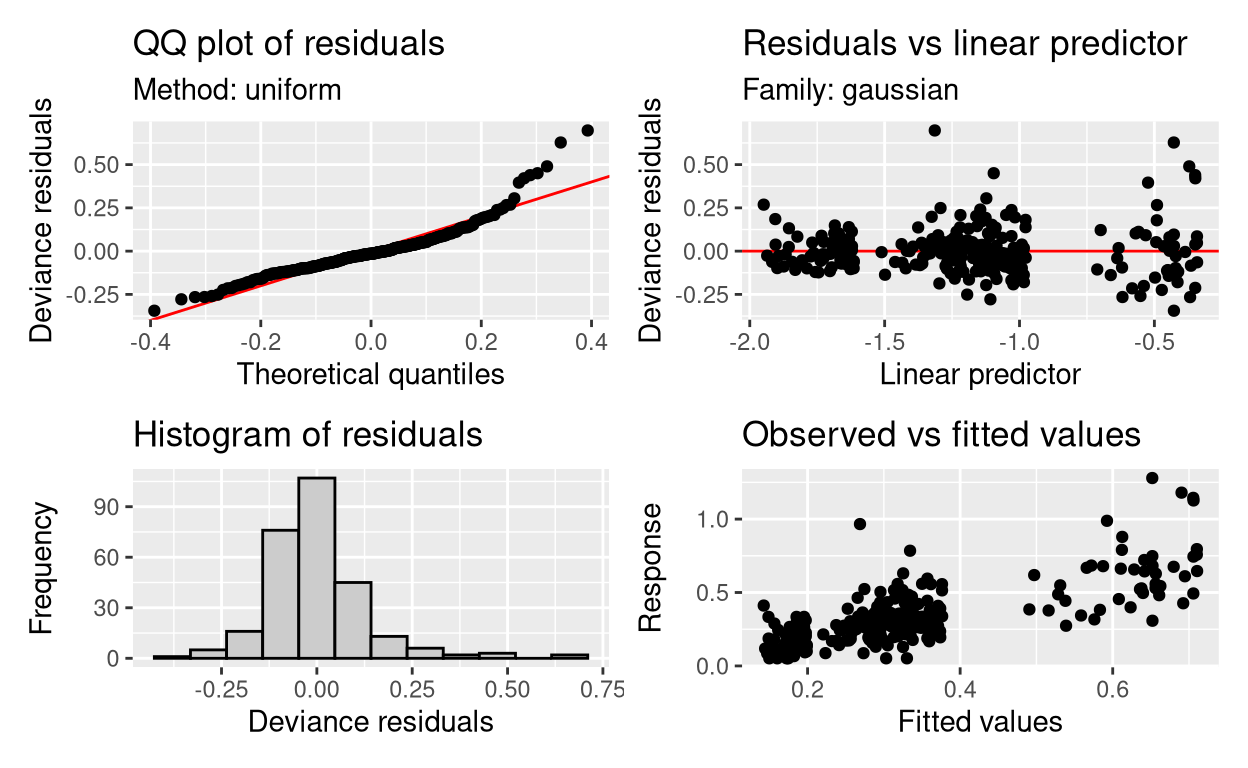 QQ plot of residuals
Method: uniform
Deviance residuals
0.50
0.25
0.00
-0.25
-0.4 -0.2 0.0 0.2 0.4
Theoretical quantiles
Residuals vs linear predictor
Family: gaussian
Deviance residuals
0.50
0.25
0.00
-0.25
-2.0 -1.5 -1.0 -0.5
Linear predictor
Histogram of residuals
Frequency
90
60
30
0
-0.25 0.00 0.25 0.50 0.75
Deviance residuals
Observed vs fitted values
Response
1.0
0.5
0.0
0.2 0.4 0.6
Fitted values